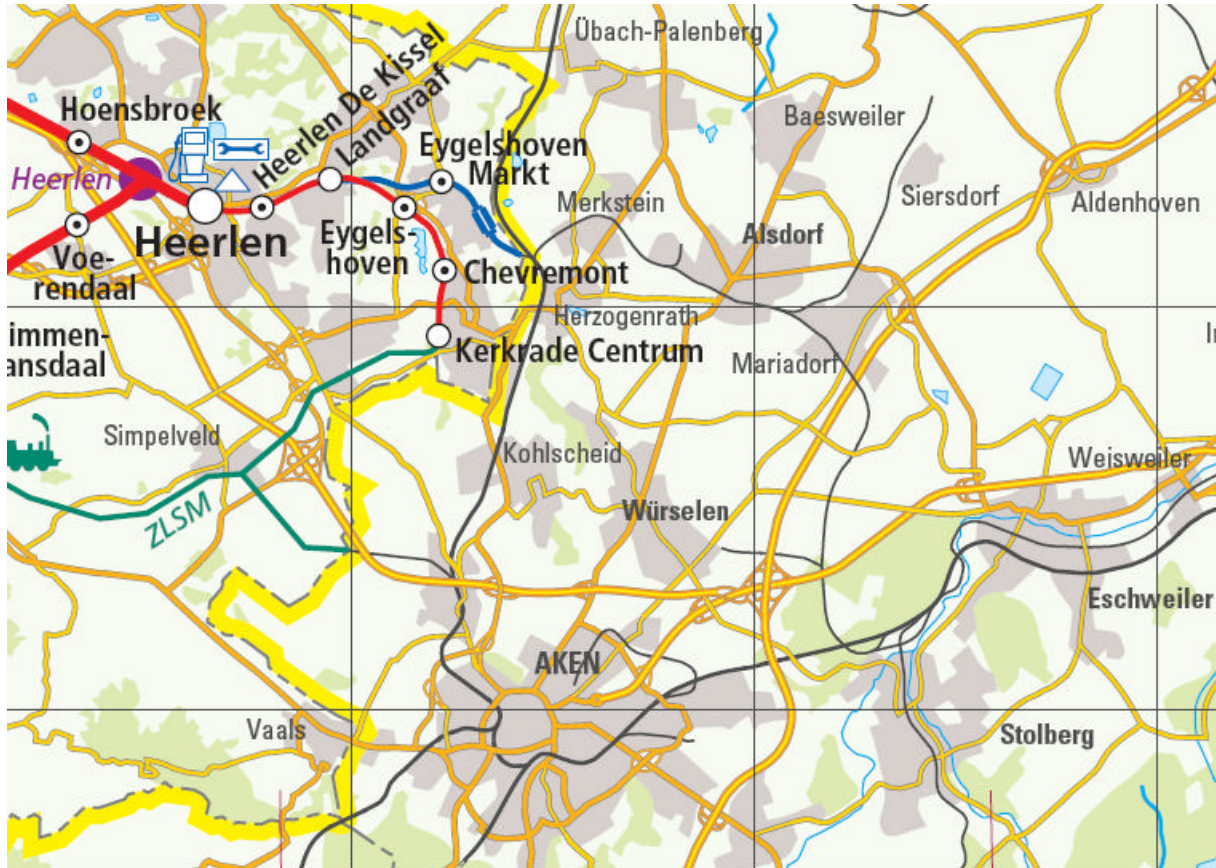 Übach-Palenberg
Hoensbroek
Heerlen De Kissel
Landgraaf
Baesweiler
Eygelshoven
Markt
Heerlen
Siersdorf
Aldenhoven
Merkstein
Heerlen
Eygels-
hoven
Alsdorf
Voe-
rendaal
Chevremont
Herzogenrath
immen-
ansdaal
Kerkrade Centrum
Mariadorf
Simpelveld
Kohlscheid
Weisweiler
ZLSM
Würselen
Eschweiler
AKEN
Vaals
Stolberg